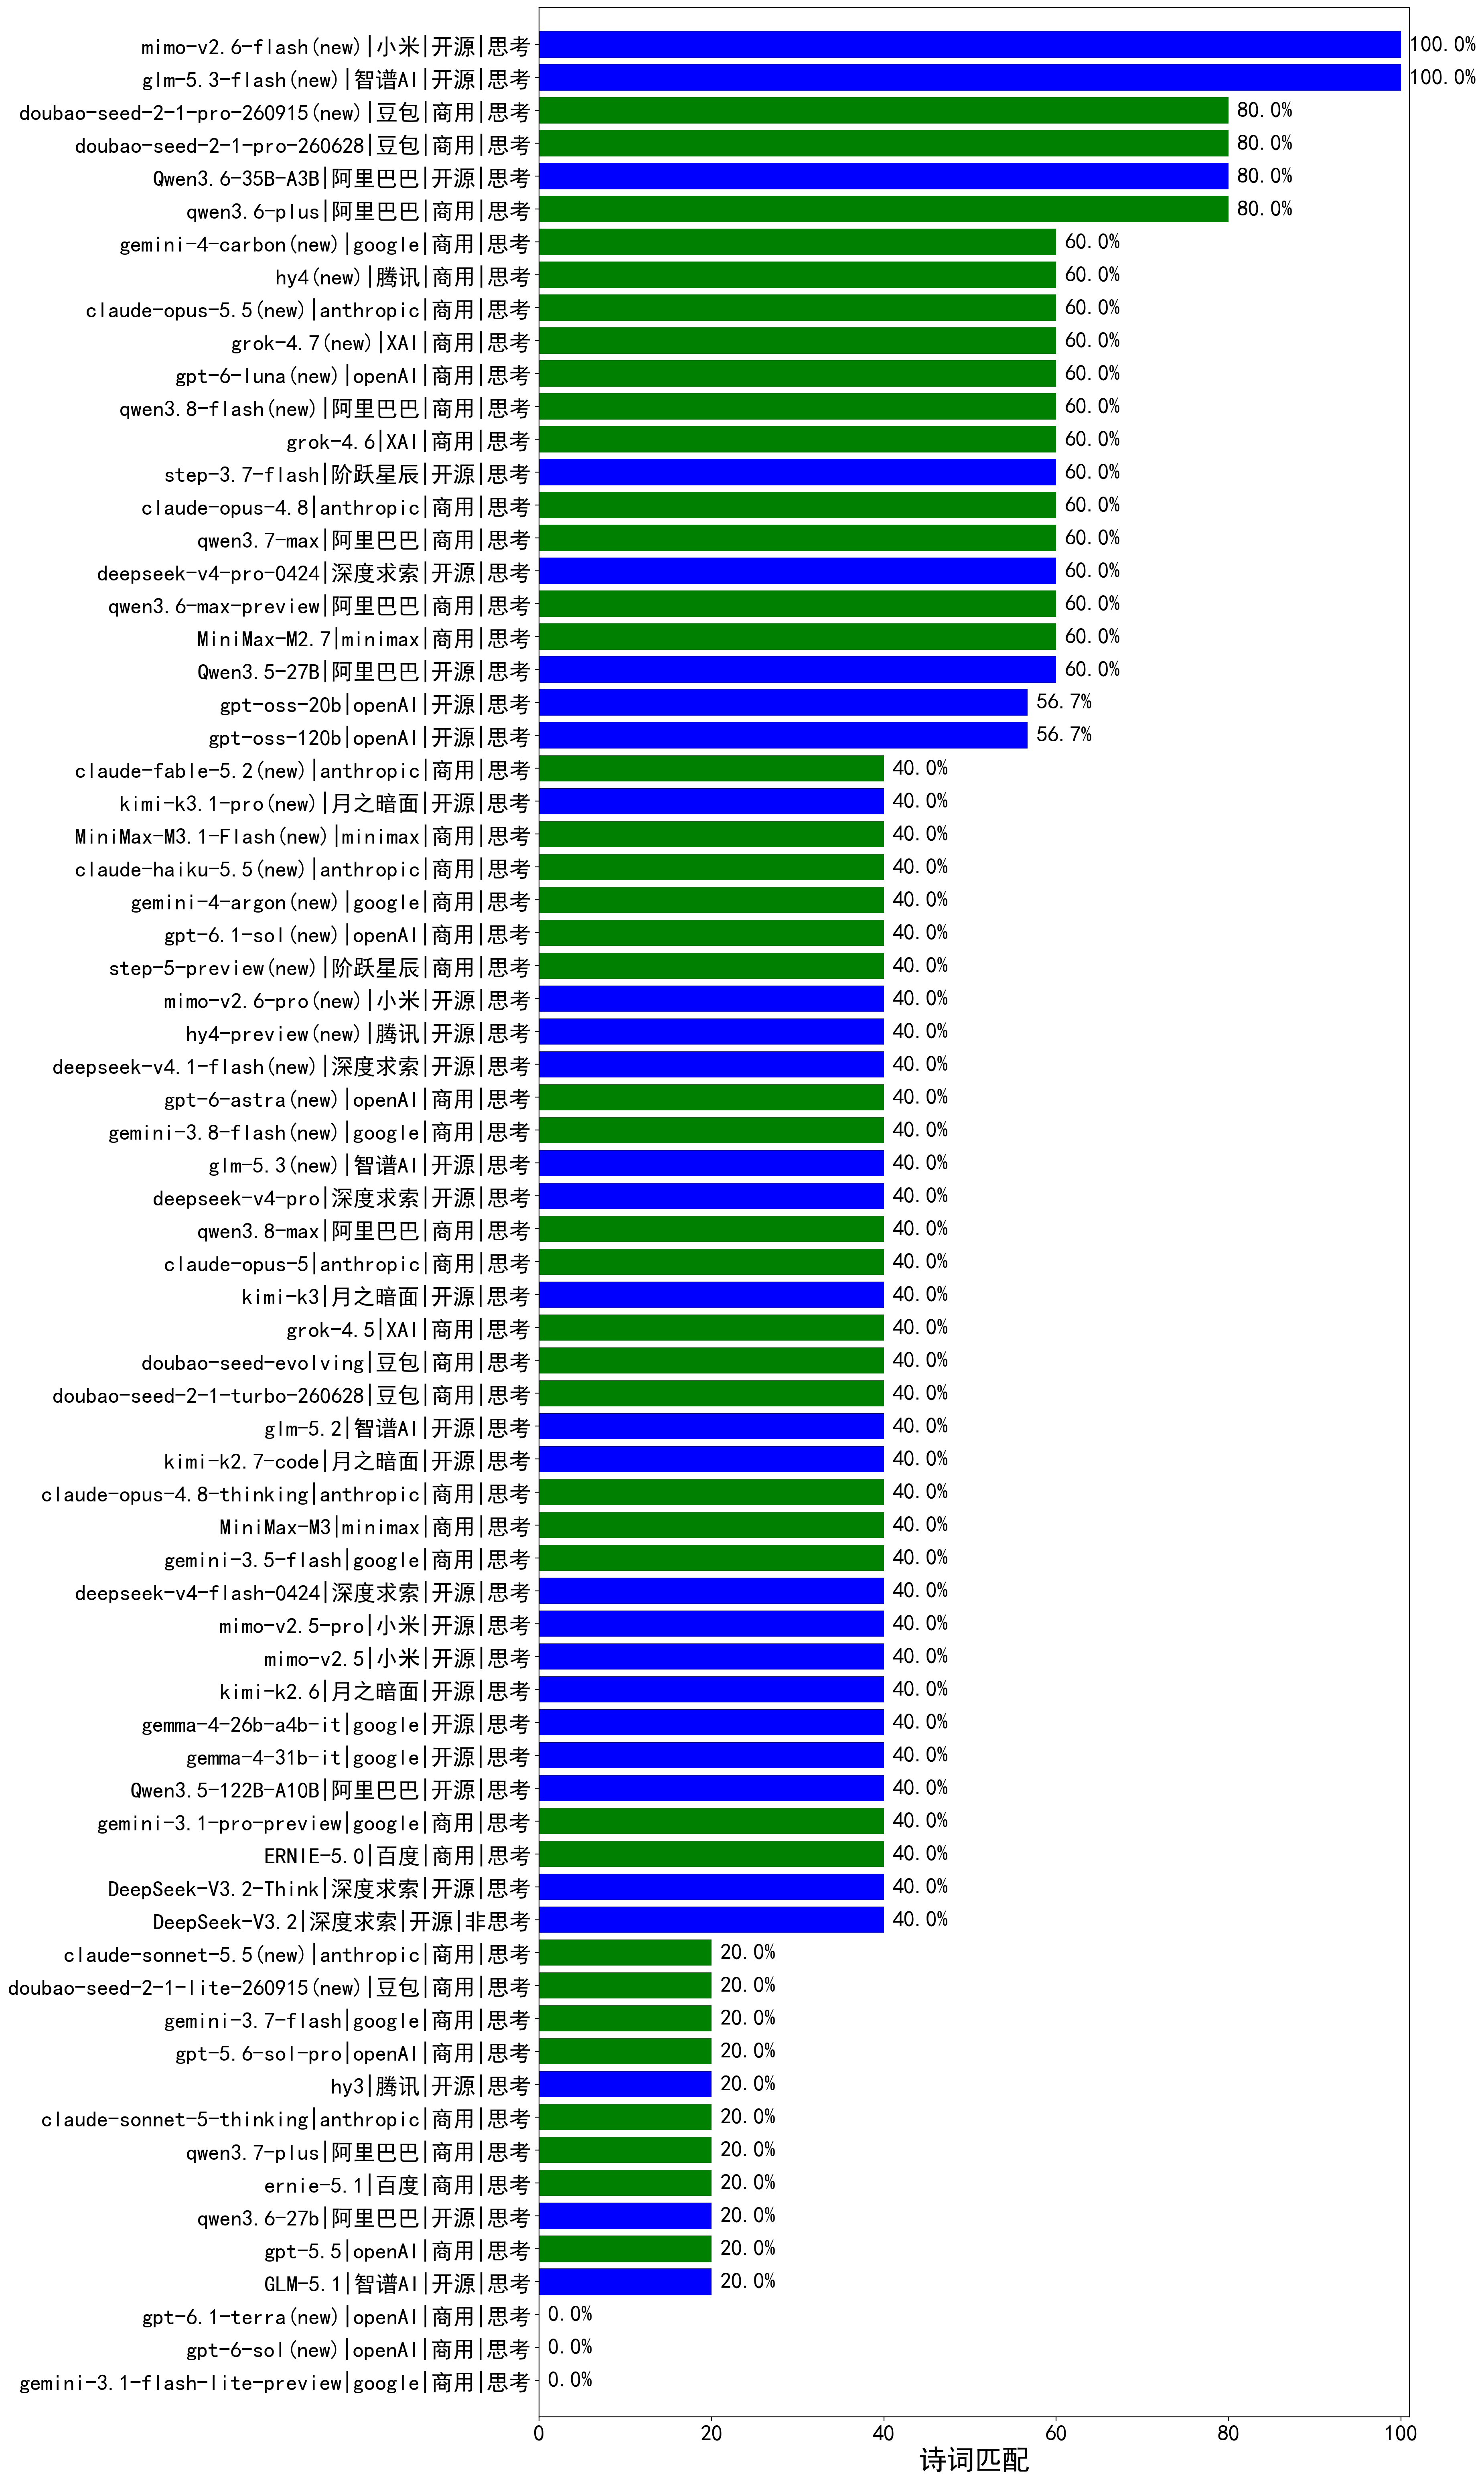 mimo-v2.6-flash(new)|小米|开源|思考 100.0%
glm-5.3-flash(new)|智谱AI|开源|思考 100.0%
doubao-seed-2-1-pro-260915(new)|豆包|商用|思考 80.0%
doubao-seed-2-1-pro-260628|豆包|商用|思考 80.0%
Qwen3.6-35B-A3B|阿里巴巴|开源|思考 80.0%
qwen3.6-plus|阿里巴巴|商用|思考 80.0%
gemini-4-carbon(new)|google|商用|思考 60.0%
hy4(new)|腾讯|商用|思考 60.0%
claude-opus-5.5(new)|anthropic|商用|思考 60.0%
grok-4.7(new)|XAI|商用|思考 60.0%
gpt-6-luna(new)|openAI|商用|思考 60.0%
qwen3.8-flash(new)|阿里巴巴|商用|思考 60.0%
grok-4.6|XAI|商用|思考 60.0%
step-3.7-flash|阶跃星辰|开源|思考 60.0%
claude-opus-4.8|anthropic|商用|思考 60.0%
qwen3.7-max|阿里巴巴|商用|思考 60.0%
deepseek-v4-pro-0424|深度求索|开源|思考 60.0%
qwen3.6-max-preview|阿里巴巴|商用|思考 60.0%
MiniMax-M2.7|minimax|商用|思考 60.0%
Qwen3.5-27B|阿里巴巴|开源|思考 60.0%
gpt-oss-20b|openAI|开源|思考 56.7%
gpt-oss-120b|openAI|开源|思考 56.7%
claude-fable-5.2(new)|anthropic|商用|思考 40.0%
kimi-k3.1-pro(new)|月之暗面|开源|思考 40.0%
MiniMax-M3.1-Flash(new)|minimax|商用|思考 40.0%
claude-haiku-5.5(new)|anthropic|商用|思考 40.0%
gemini-4-argon(new)|google|商用|思考 40.0%
gpt-6.1-sol(new)|openAI|商用|思考 40.0%
step-5-preview(new)|阶跃星辰|商用|思考 40.0%
mimo-v2.6-pro(new)|小米|开源|思考 40.0%
hy4-preview(new)|腾讯|开源|思考 40.0%
deepseek-v4.1-flash(new)|深度求索|开源|思考 40.0%
gpt-6-astra(new)|openAI|商用|思考 40.0%
gemini-3.8-flash(new)|google|商用|思考 40.0%
glm-5.3(new)|智谱AI|开源|思考 40.0%
deepseek-v4-pro|深度求索|开源|思考 40.0%
qwen3.8-max|阿里巴巴|商用|思考 40.0%
claude-opus-5|anthropic|商用|思考 40.0%
kimi-k3|月之暗面|开源|思考 40.0%
grok-4.5|XAI|商用|思考 40.0%
doubao-seed-evolving|豆包|商用|思考 40.0%
doubao-seed-2-1-turbo-260628|豆包|商用|思考 40.0%
glm-5.2|智谱AI|开源|思考 40.0%
kimi-k2.7-code|月之暗面|开源|思考 40.0%
claude-opus-4.8-thinking|anthropic|商用|思考 40.0%
MiniMax-M3|minimax|商用|思考 40.0%
gemini-3.5-flash|google|商用|思考 40.0%
deepseek-v4-flash-0424|深度求索|开源|思考 40.0%
mimo-v2.5-pro|小米|开源|思考 40.0%
mimo-v2.5|小米|开源|思考 40.0%
kimi-k2.6|月之暗面|开源|思考 40.0%
gemma-4-26b-a4b-it|google|开源|思考 40.0%
gemma-4-31b-it|google|开源|思考 40.0%
Qwen3.5-122B-A10B|阿里巴巴|开源|思考 40.0%
gemini-3.1-pro-preview|google|商用|思考 40.0%
ERNIE-5.0|百度|商用|思考 40.0%
DeepSeek-V3.2-Think|深度求索|开源|思考 40.0%
DeepSeek-V3.2|深度求索|开源|非思考 40.0%
claude-sonnet-5.5(new)|anthropic|商用|思考 20.0%
doubao-seed-2-1-lite-260915(new)|豆包|商用|思考 20.0%
gemini-3.7-flash|google|商用|思考 20.0%
gpt-5.6-sol-pro|openAI|商用|思考 20.0%
hy3|腾讯|开源|思考 20.0%
claude-sonnet-5-thinking|anthropic|商用|思考 20.0%
qwen3.7-plus|阿里巴巴|商用|思考 20.0%
ernie-5.1|百度|商用|思考 20.0%
qwen3.6-27b|阿里巴巴|开源|思考 20.0%
gpt-5.5|openAI|商用|思考 20.0%
GLM-5.1|智谱AI|开源|思考 20.0%
gpt-6.1-terra(new)|openAI|商用|思考 0.0%
gpt-6-sol(new)|openAI|商用|思考 0.0%
gemini-3.1-flash-lite-preview|google|商用|思考 0.0%
0 20 40 60 80 100
诗词匹配